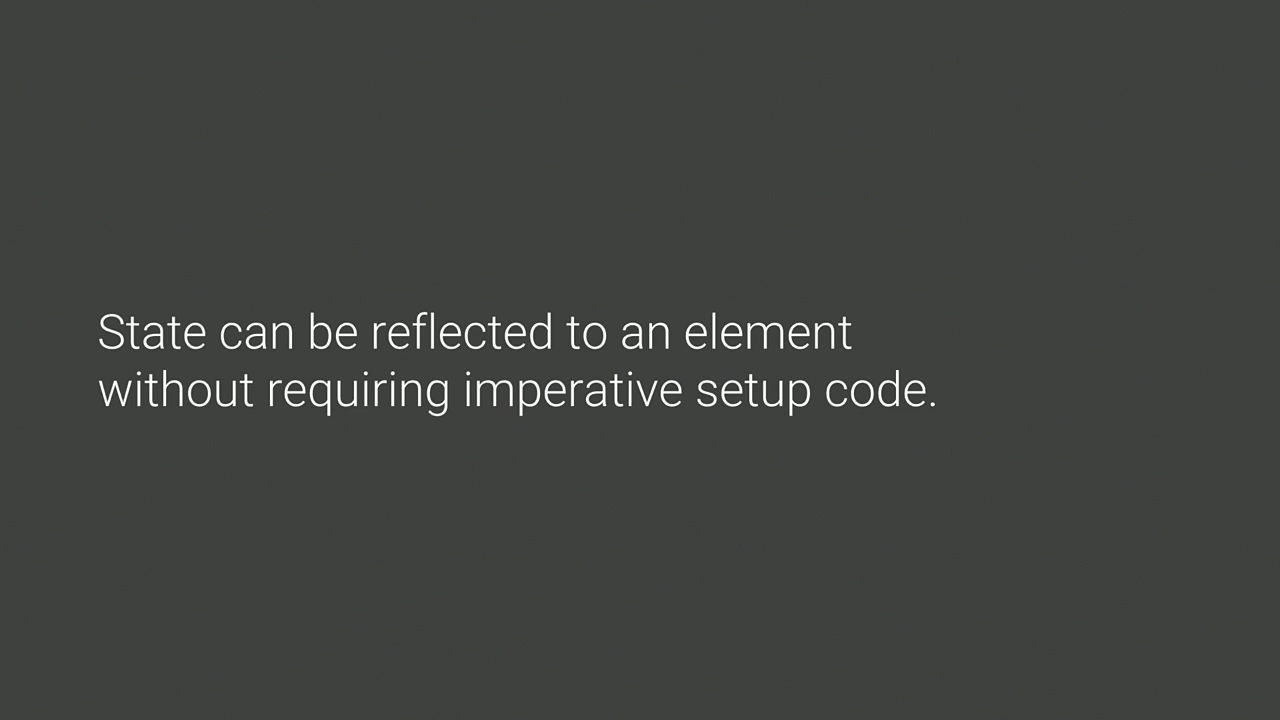 State can be reflected to an element
without requiring imperative setup code.